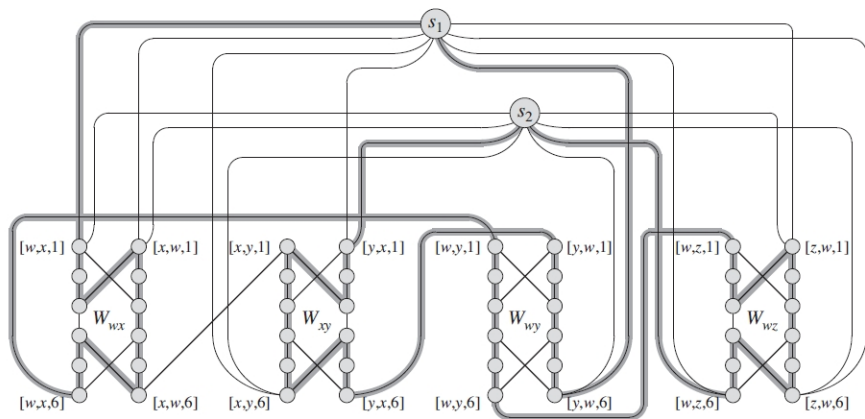 s1
s2
[w,x,1] [x,w,1] [x,y,1] [y,x,1] [w,y,1] [y,w,1] [w,z,1] [z,w,1]
Wwx Wxy Wwy Wwz
[w,x,6] [x,w,6] [x,y,6] [y,x,6] [w,y,6] [y,w,6] [w,z,6] [z,w,6]